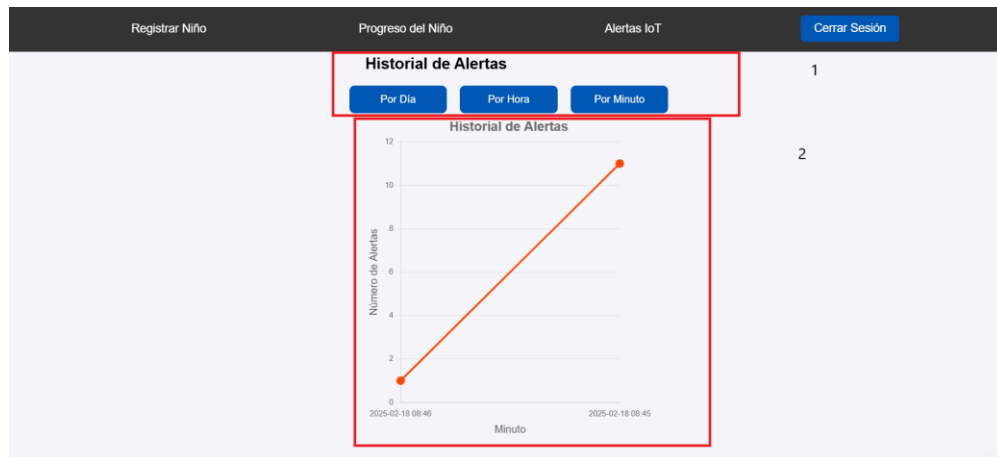 Registrar Niño Progreso del Niño Alertas IoT Cerrar Sesión
Historial de Alertas
1
Por Día Por Hora Por Minuto
Historial de Alertas
2
12
10
8
6
4
2
0
Número de Alertas
2025-02-18 08:46 2025-02-18 08:45
Minuto